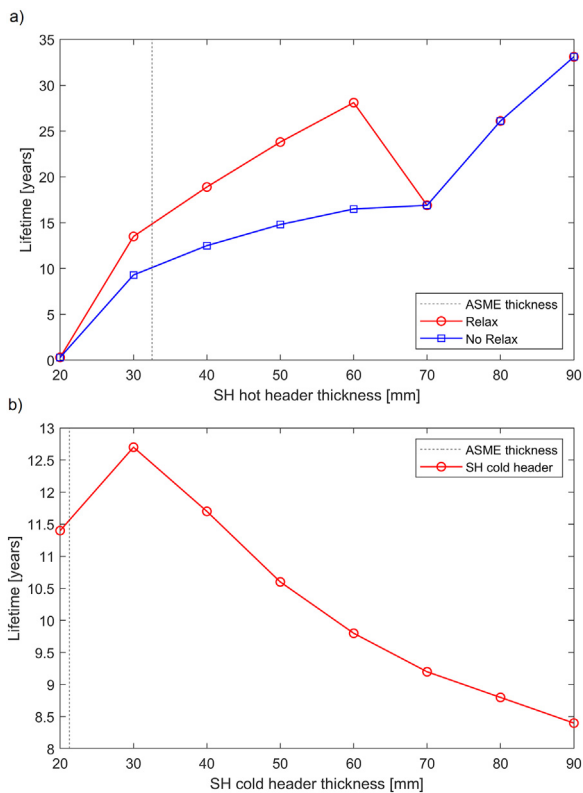 a)
35
30
25
20
15
10
5
0
Lifetime [years]
ASME thickness
Relax
No Relax
20 30 40 50 60 70 80 90
SH hot header thickness [mm]
b)
13
12.5
12
11.5
11
10.5
10
9.5
9
8.5
8
Lifetime [years]
ASME thickness
SH cold header
20 30 40 50 60 70 80 90
SH cold header thickness [mm]